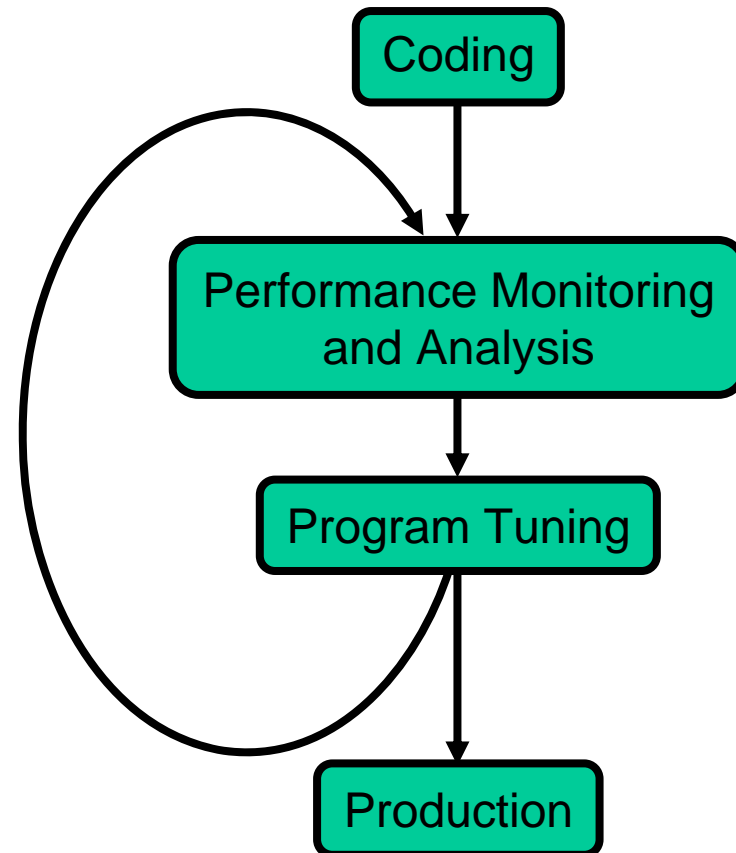 Coding
Performance Monitoring
and Analysis
Program Tuning
Production